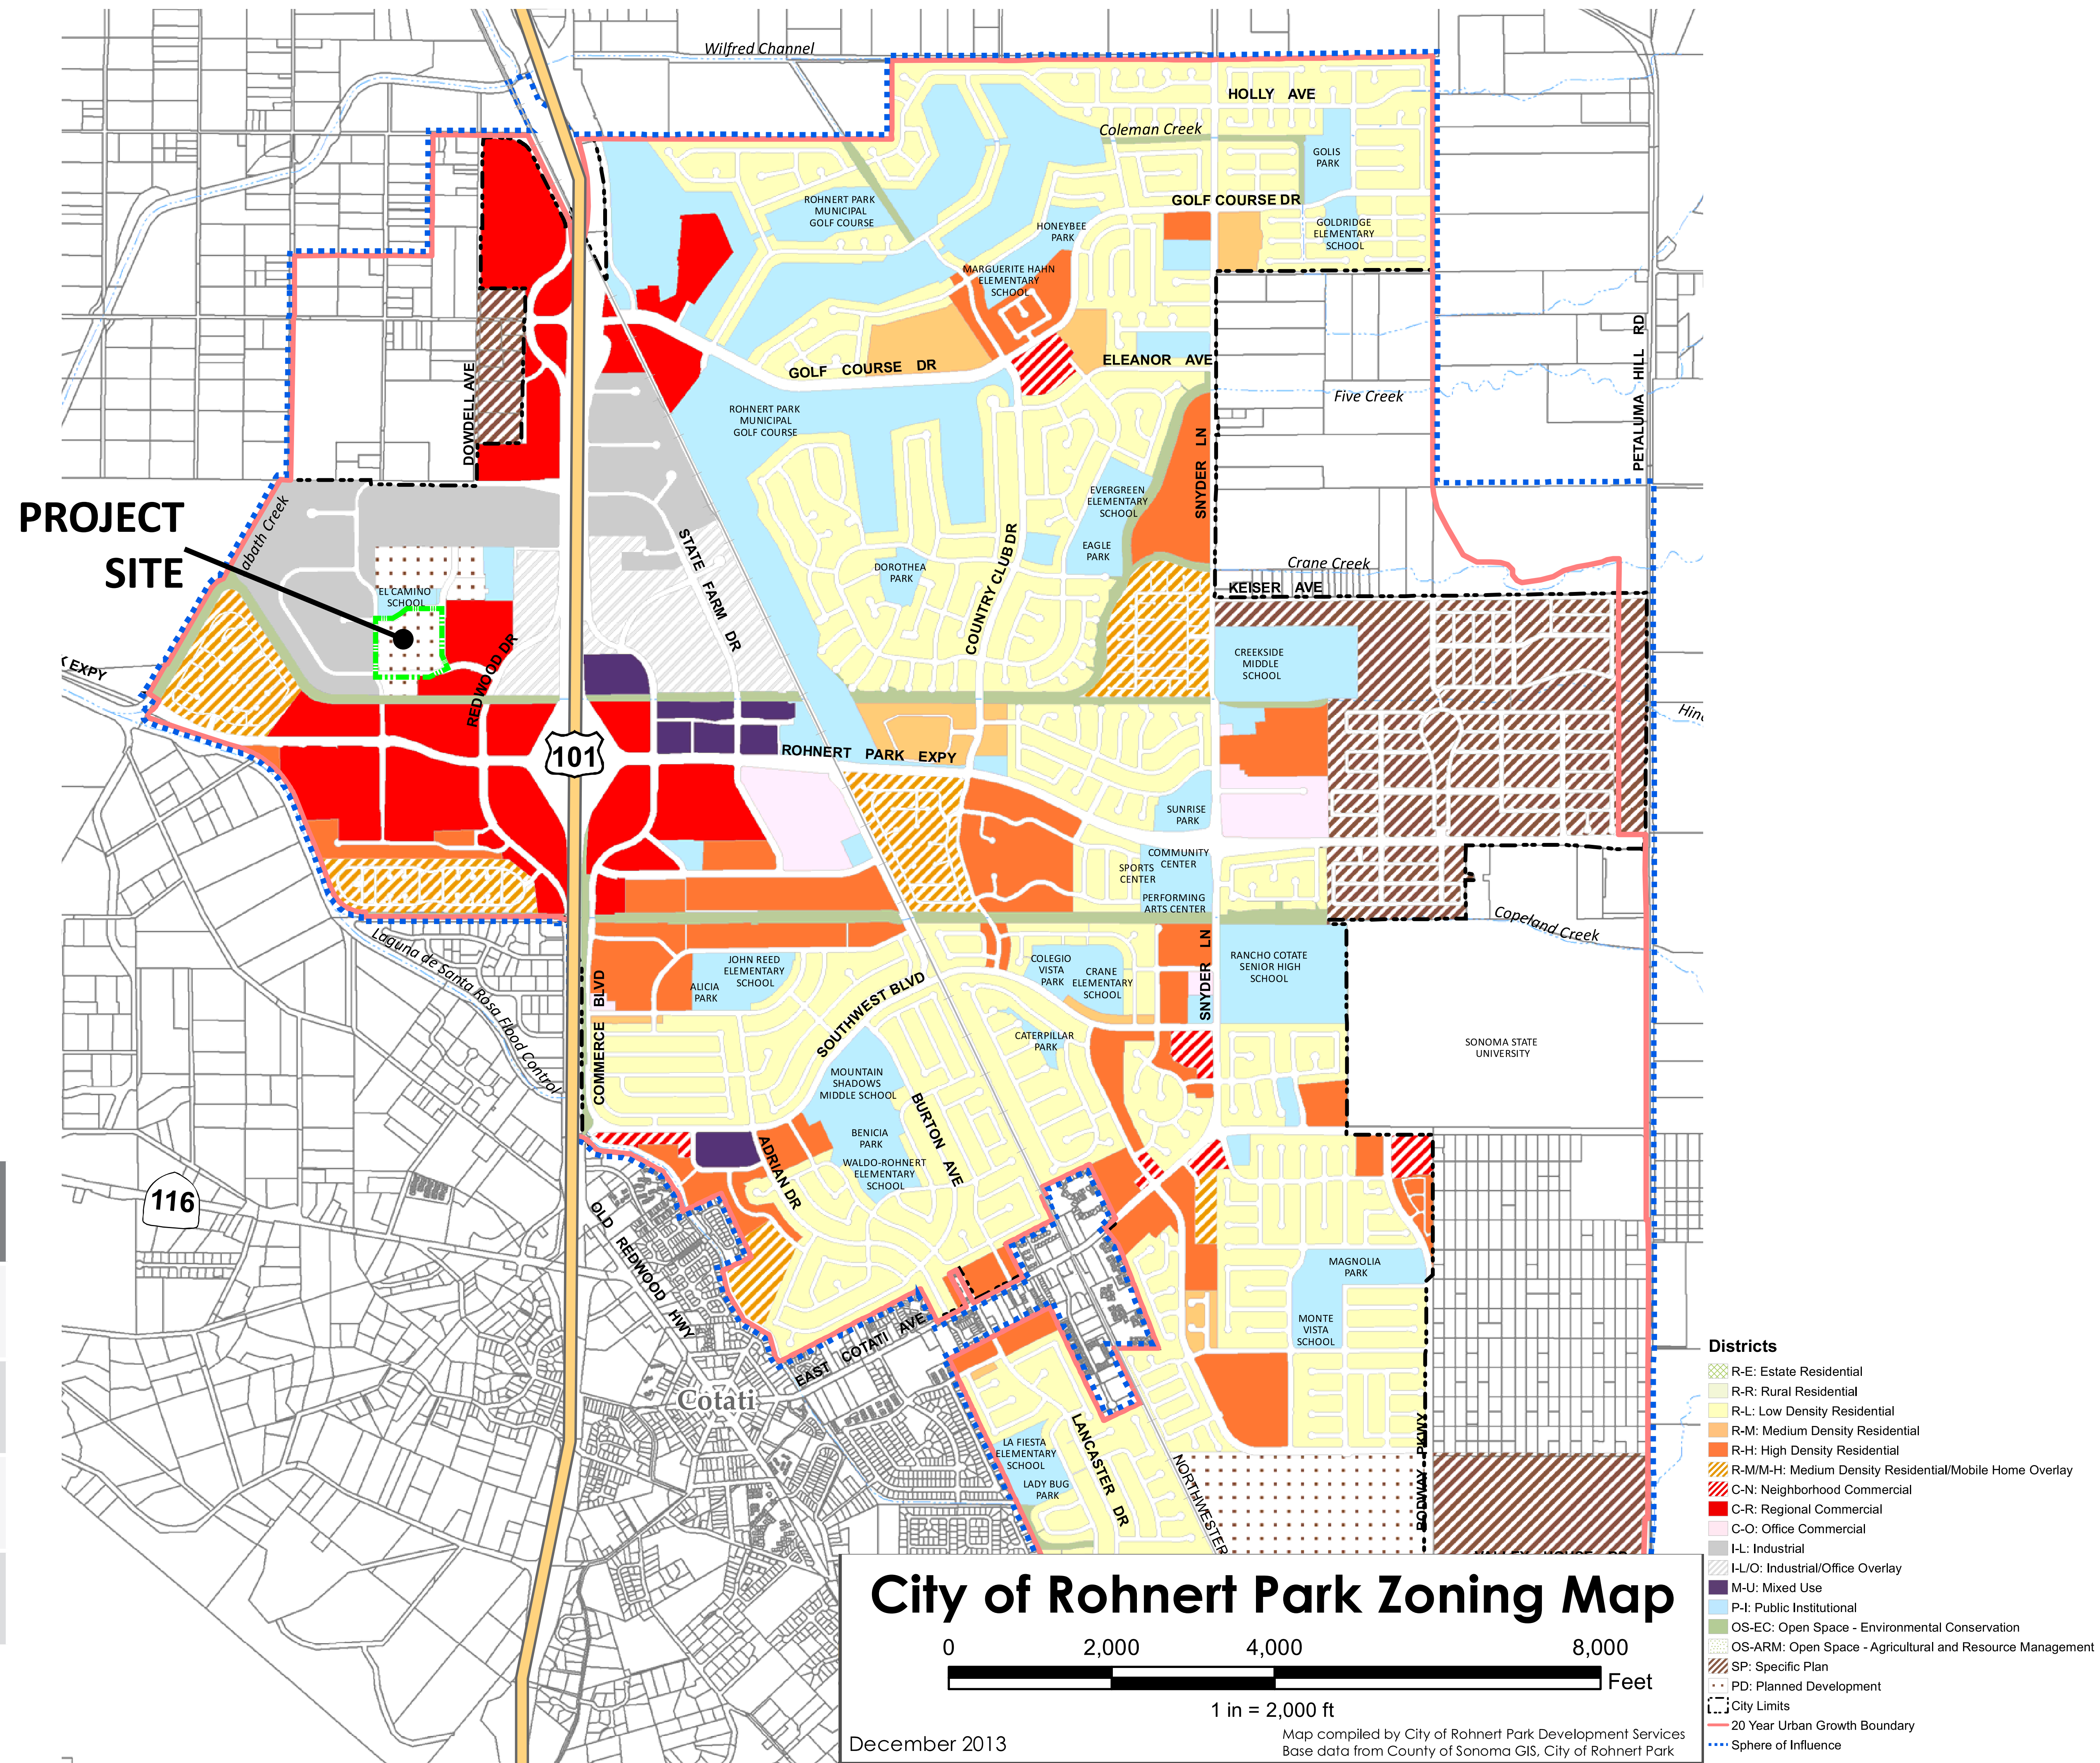 Wilfred Channel
HOLLY AVE
Coleman Creek
GOLIS
PARK
ROHNERT PARK
MUNICIPAL
GOLF COURSE
GOLF COURSE DR
HONEYBEE
PARK
GOLDRIDGE
ELEMENTARY
SCHOOL
MARGUERITE HAHN
ELEMENTARY
SCHOOL
PETALUMA HILL RD
DOWDELL AVE
GOLF COURSE DR
ELEANOR AVE
Five Creek
ROHNERT PARK
MUNICIPAL
GOLF COURSE
SNYDER LN
EVERGREEN
ELEMENTARY
SCHOOL
PROJECT
SITE
abath Creek
STATE FARM DR
COUNTRY CLUB DR
EAGLE
PARK
Crane Creek
KEISER AVE
DOROTHEA
PARK
EL CAMINO
SCHOOL
REDWOOD DR
K EXPY
CREEKSIDE
MIDDLE
SCHOOL
Hin
101
ROHNERT PARK EXPY
SUNRISE
PARK
COMMUNITY
CENTER
SPORTS
CENTER
PERFORMING
ARTS CENTER
Copeland Creek
Laguna de Santa Rosa Flood Control
COMMERCE BLVD
JOHN REED
ELEMENTARY
SCHOOL
ALICIA
PARK
SOUTHWEST BLVD
COLEGIO
VISTA
PARK
CRANE
ELEMENTARY
SCHOOL
SNYDER LN
RANCHO COTATE
SENIOR HIGH
SCHOOL
CATERPILLAR
PARK
SONOMA STATE
UNIVERSITY
MOUNTAIN
SHADOWS
MIDDLE SCHOOL
BURTON AVE
BENICIA
PARK
ADRIAN DR
WALDO-ROHNERT
ELEMENTARY
SCHOOL
116
OLD REDWOOD HWY
MAGNOLIA
PARK
MONTE
VISTA
SCHOOL
EAST COTATI AVE
Cotati
LA FIESTA
ELEMENTARY
SCHOOL
LADY BUG
PARK
LANCASTER DR
NORTHWESTER
BODWAY PKWY
VALLEY HOUSE DR
Districts
R-E: Estate Residential
R-R: Rural Residential
R-L: Low Density Residential
R-M: Medium Density Residential
R-H: High Density Residential
R-M/M-H: Medium Density Residential/Mobile Home Overlay
C-N: Neighborhood Commercial
C-R: Regional Commercial
C-O: Office Commercial
I-L: Industrial
I-L/O: Industrial/Office Overlay
M-U: Mixed Use
P-I: Public Institutional
OS-EC: Open Space - Environmental Conservation
OS-ARM: Open Space - Agricultural and Resource Management
SP: Specific Plan
PD: Planned Development
City Limits
20 Year Urban Growth Boundary
Sphere of Influence
City of Rohnert Park Zoning Map
0 2,000 4,000 8,000
Feet
1 in = 2,000 ft
December 2013
Map compiled by City of Rohnert Park Development Services
Base data from County of Sonoma GIS, City of Rohnert Park